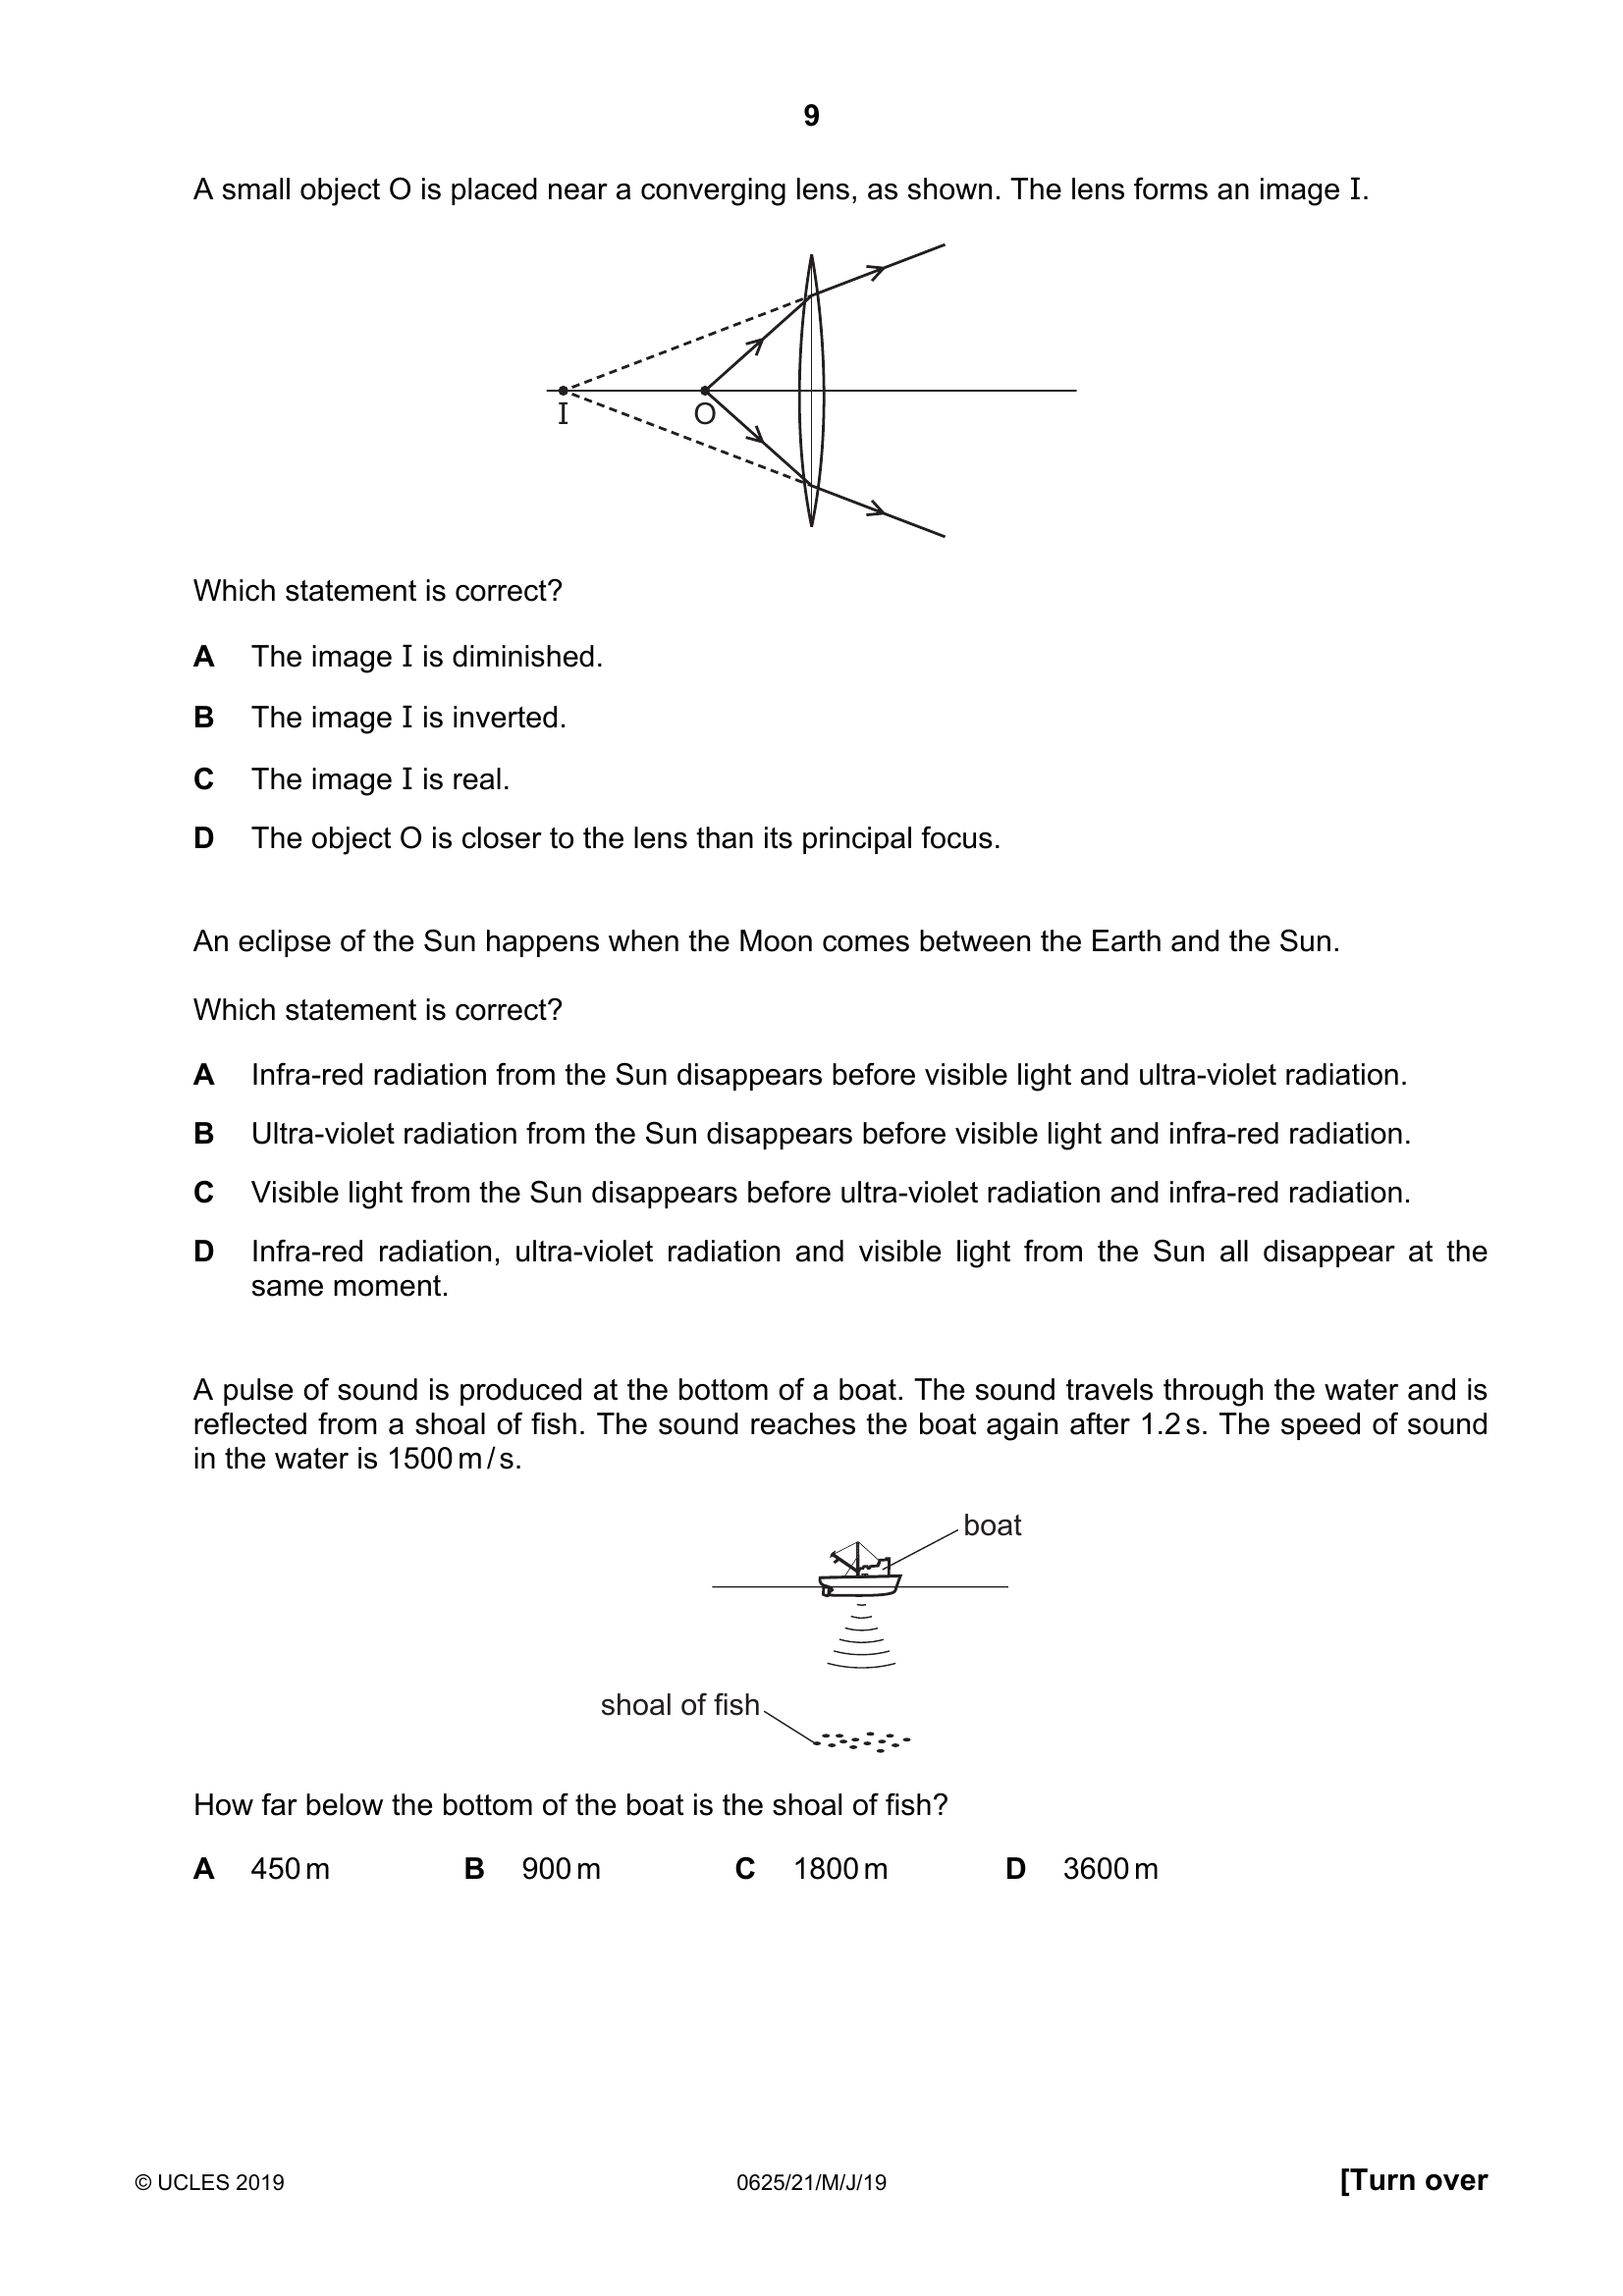 9
A small object O is placed near a converging lens, as shown. The lens forms an image I.
I
O
Which statement is correct?
A The image I is diminished.
B The image I is inverted.
C The image I is real.
D The object O is closer to the lens than its principal focus.
An eclipse of the Sun happens when the Moon comes between the Earth and the Sun.
Which statement is correct?
A Infra-red radiation from the Sun disappears before visible light and ultra-violet radiation.
B Ultra-violet radiation from the Sun disappears before visible light and infra-red radiation.
C Visible light from the Sun disappears before ultra-violet radiation and infra-red radiation.
D Infra-red radiation, ultra-violet radiation and visible light from the Sun all disappear at the
same moment.
A pulse of sound is produced at the bottom of a boat. The sound travels through the water and is
reflected from a shoal of fish. The sound reaches the boat again after 1.2 s. The speed of sound
in the water is 1500 m / s.
boat
shoal of fish
How far below the bottom of the boat is the shoal of fish?
A 450 m B 900 m C 1800 m D 3600 m
© UCLES 2019 0625/21/M/J/19 [Turn over